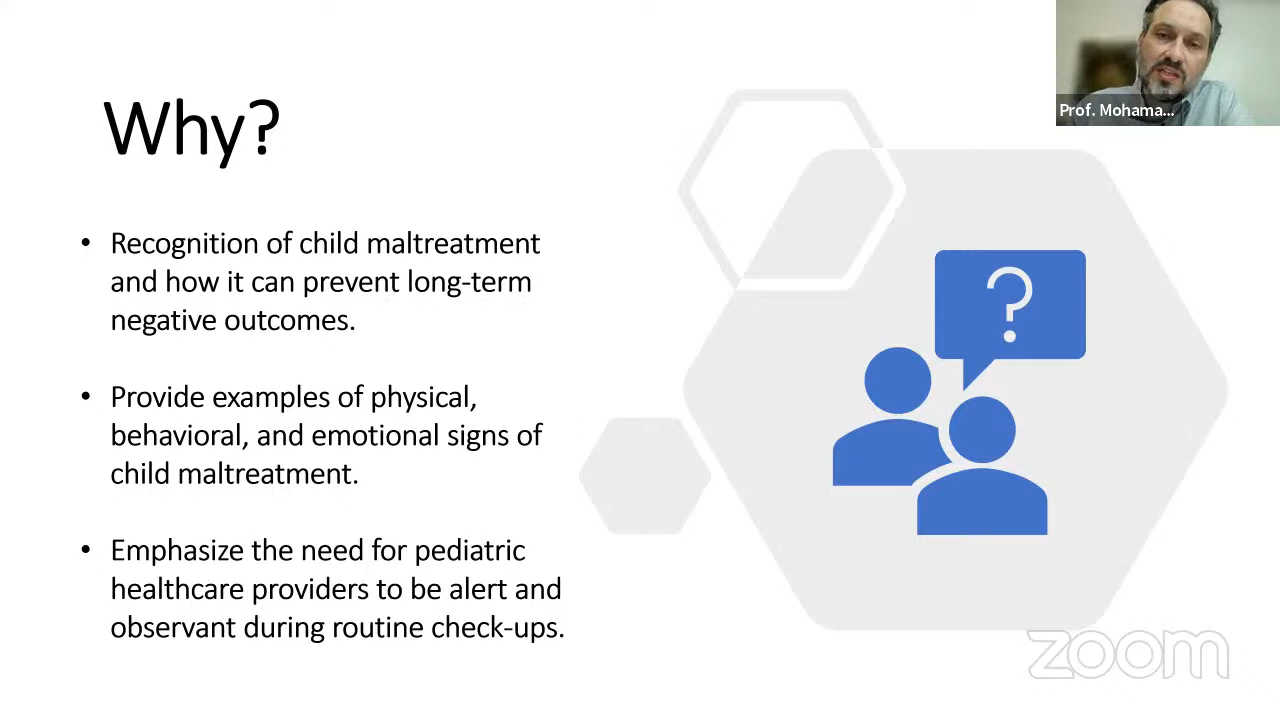 Why?
Prof. Mohama...
• Recognition of child maltreatment
and how it can prevent long-term
negative outcomes.
• Provide examples of physical,
behavioral, and emotional signs of
child maltreatment.
• Emphasize the need for pediatric
healthcare providers to be alert and
observant during routine check-ups.
?
zoom